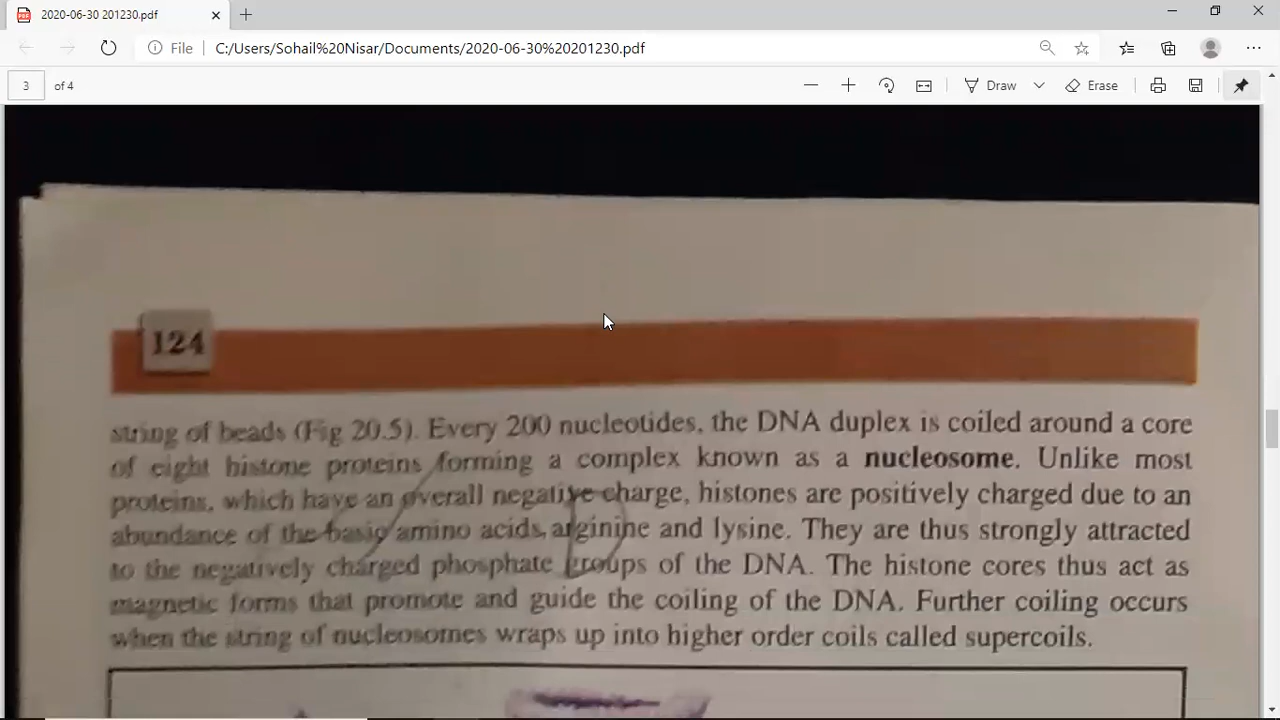 2020-06-30 201230.pdf
File
C:/Users/Sohail%20Nisar/Documents/2020-06-30%20201230.pdf
3 of 4
Draw
Erase
124
string of beads (Fig 20.5). Every 200 nucleotides, the DNA duplex is coiled around a core
of eight histone proteins forming a complex known as a nucleosome. Unlike most
proteins, which have an overall negative charge, histones are positively charged due to an
abundance of the basic amino acids, arginine and lysine. They are thus strongly attracted
to the negatively charged phosphate groups of the DNA. The histone cores thus act as
magnetic forms that promote and guide the coiling of the DNA. Further coiling occurs
when the string of nucleosomes wraps up into higher order coils called supercoils.